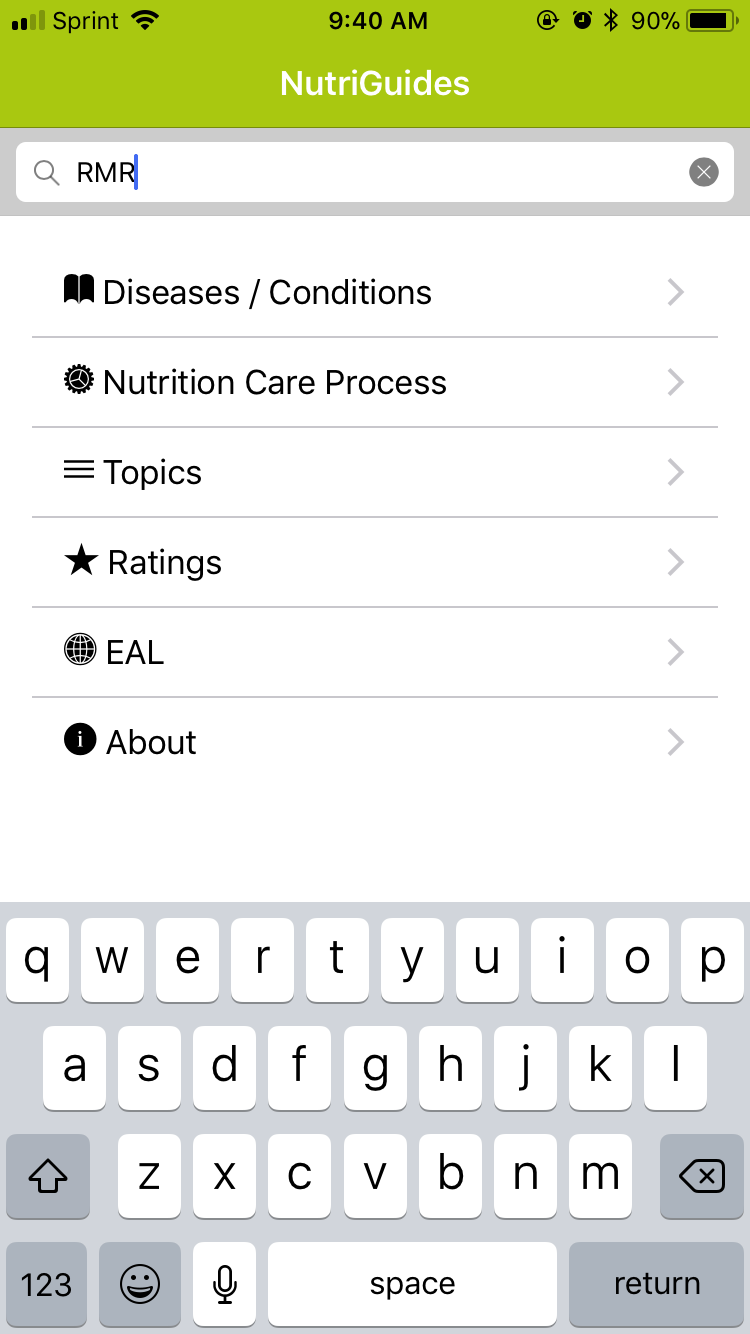 Sprint 9:40 AM 90%
NutriGuides
RMR
Diseases / Conditions
Nutrition Care Process
Topics
Ratings
EAL
About
q w e r t y u i o p
a s d f g h j k l
z x c v b n m
123 space return